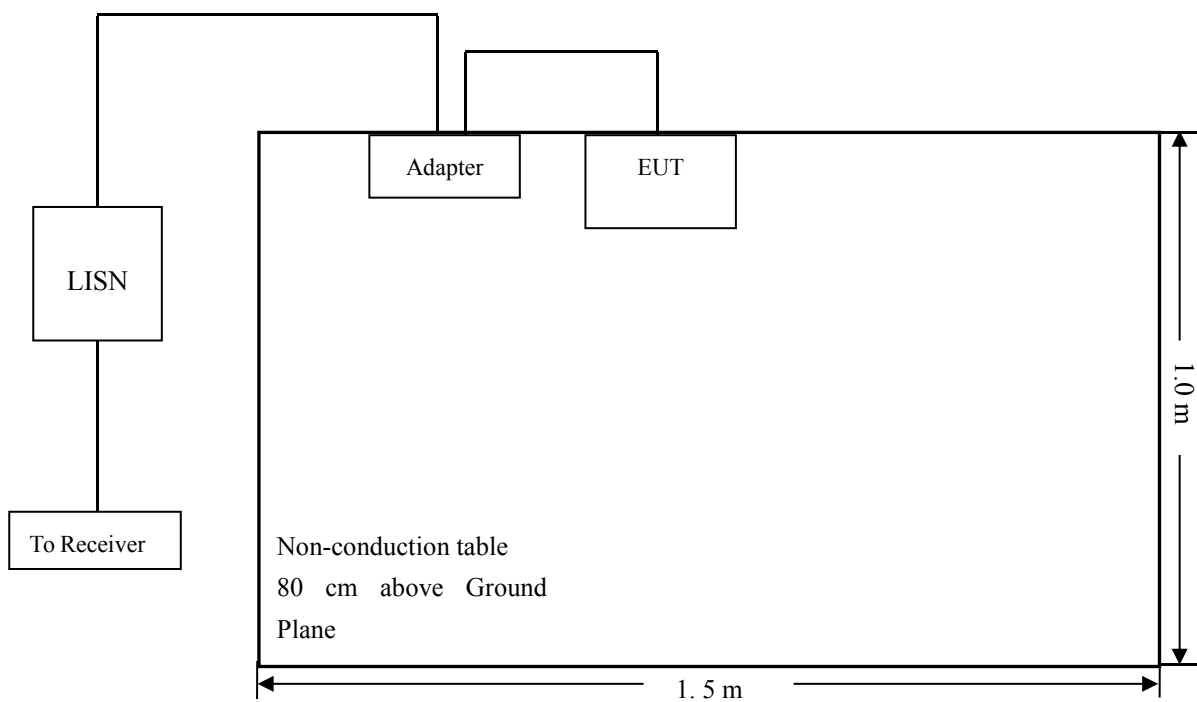 Adapter
EUT
LISN
1.0 m
To Receiver
Non-conduction table
80 cm above Ground
Plane
1. 5 m